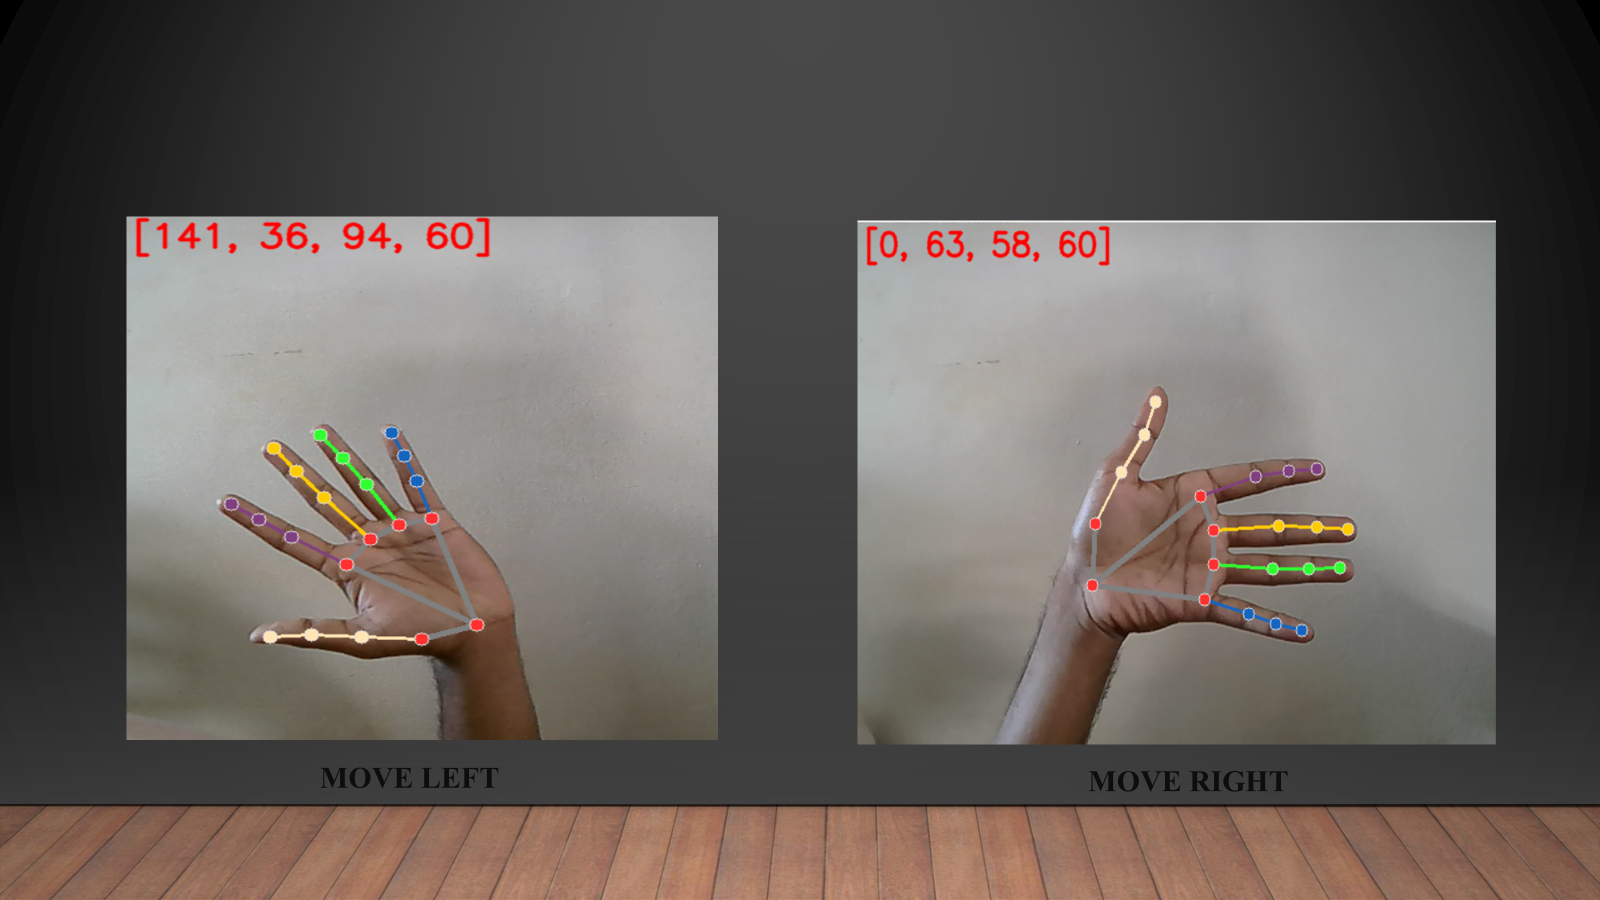 [141, 36, 94, 60]
[0, 63, 58, 60]
MOVE LEFT
MOVE RIGHT